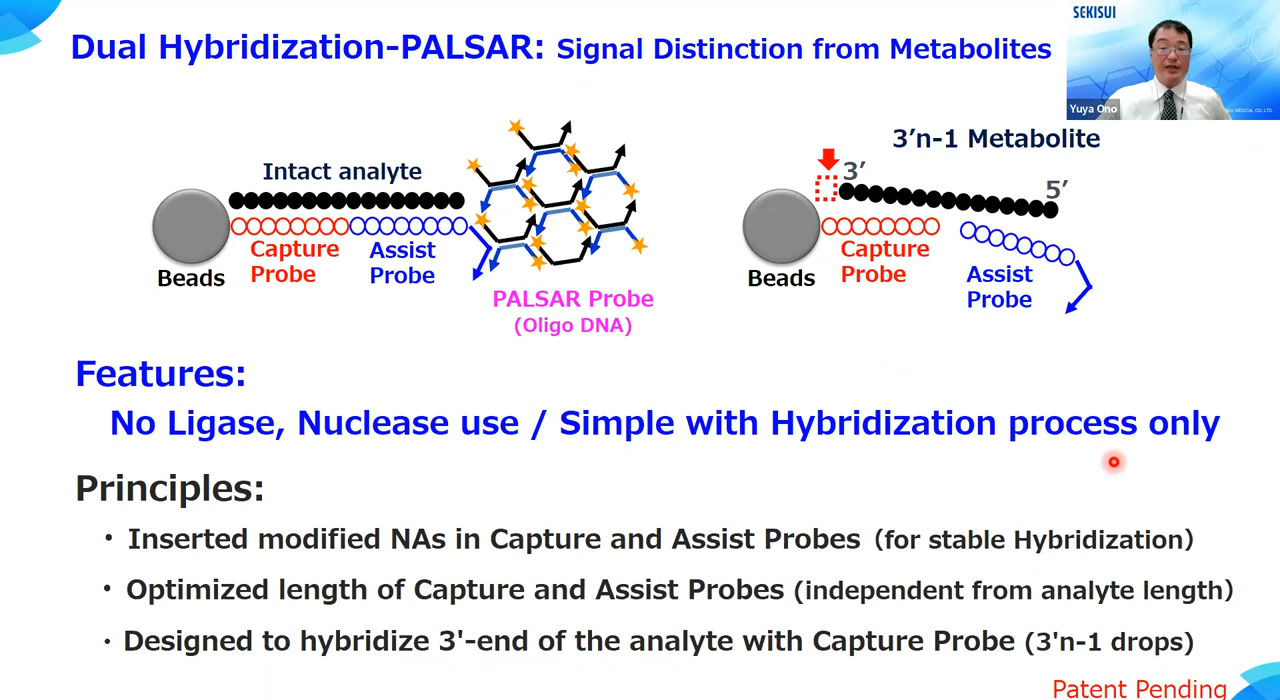 SEKISUI
Dual Hybridization-PALSAR: Signal Distinction from Metabolites
Yuya Ono
MEDICAL CO.,LTD.
Intact analyte
Beads
Capture
Probe
Assist
Probe
PALSAR Probe
(Oligo DNA)
3’n-1 Metabolite
3’
5’
Beads
Capture
Probe
Assist
Probe
Features:
No Ligase, Nuclease use / Simple with Hybridization process only
Principles:
・Inserted modified NAs in Capture and Assist Probes（for stable Hybridization）
・Optimized length of Capture and Assist Probes (independent from analyte length）
・Designed to hybridize 3'-end of the analyte with Capture Probe (3'n-1 drops)
Patent Pending